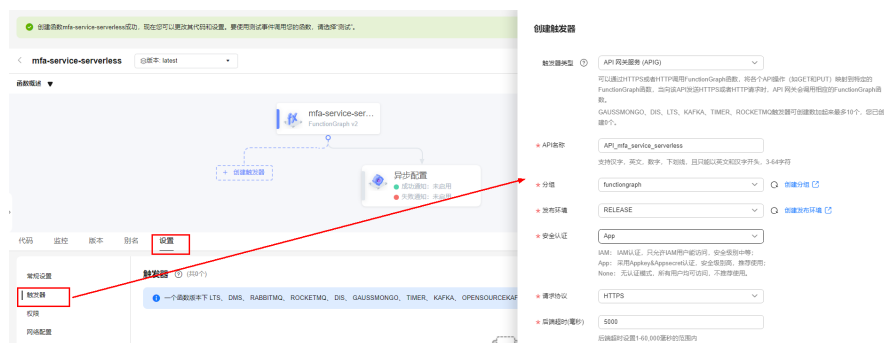 创建函数mfa-service-serverless成功，现在您可以更改其代码和设置。要使用测试事件调用您的函数，请选择“测试”。
mfa-service-serverless
版本: latest
函数概述 ▼
mfa-service-ser...
FunctionGraph v2
+ 创建触发器
异步配置
成功通知：未启用
失败通知：未启用
代码 监控 版本 别名 设置
常规设置
触发器
权限
网络配置
触发器 (共0个)
一个函数版本下 LTS、DMS、RABBITMQ、ROCKETMQ、DIS、GAUSSMONGO、TIMER、KAFKA、OPENSOURCEKAF
创建触发器
触发器类型 API 网关服务 (APIG)
可以通过HTTPS或者HTTP调用FunctionGraph函数，将各个API操作（如GET和PUT）映射到特定的
FunctionGraph函数，当向该API发送HTTPS或者HTTP请求时，API 网关会调用相应的FunctionGraph函
数。
GAUSSMONGO、DIS、LTS、KAFKA、TIMER、ROCKETMQ触发器可创建数加起来最多10个，您已创
建0个。
* API名称 API_mfa_service_serverless
支持汉字，英文，数字，下划线，且只能以英文和汉字开头，3-64字符
* 分组 functiongraph 创建分组
* 发布环境 RELEASE 创建发布环境
* 安全认证 App
IAM： IAM认证，只允许IAM用户能访问，安全级别中等；
App： 采用Appkey&Appsecret认证，安全级别高，推荐使用；
None： 无认证模式，所有用户均可访问，不推荐使用。
* 请求协议 HTTPS
* 后端超时(毫秒) 5000
后端超时设置1-60,000毫秒的范围内